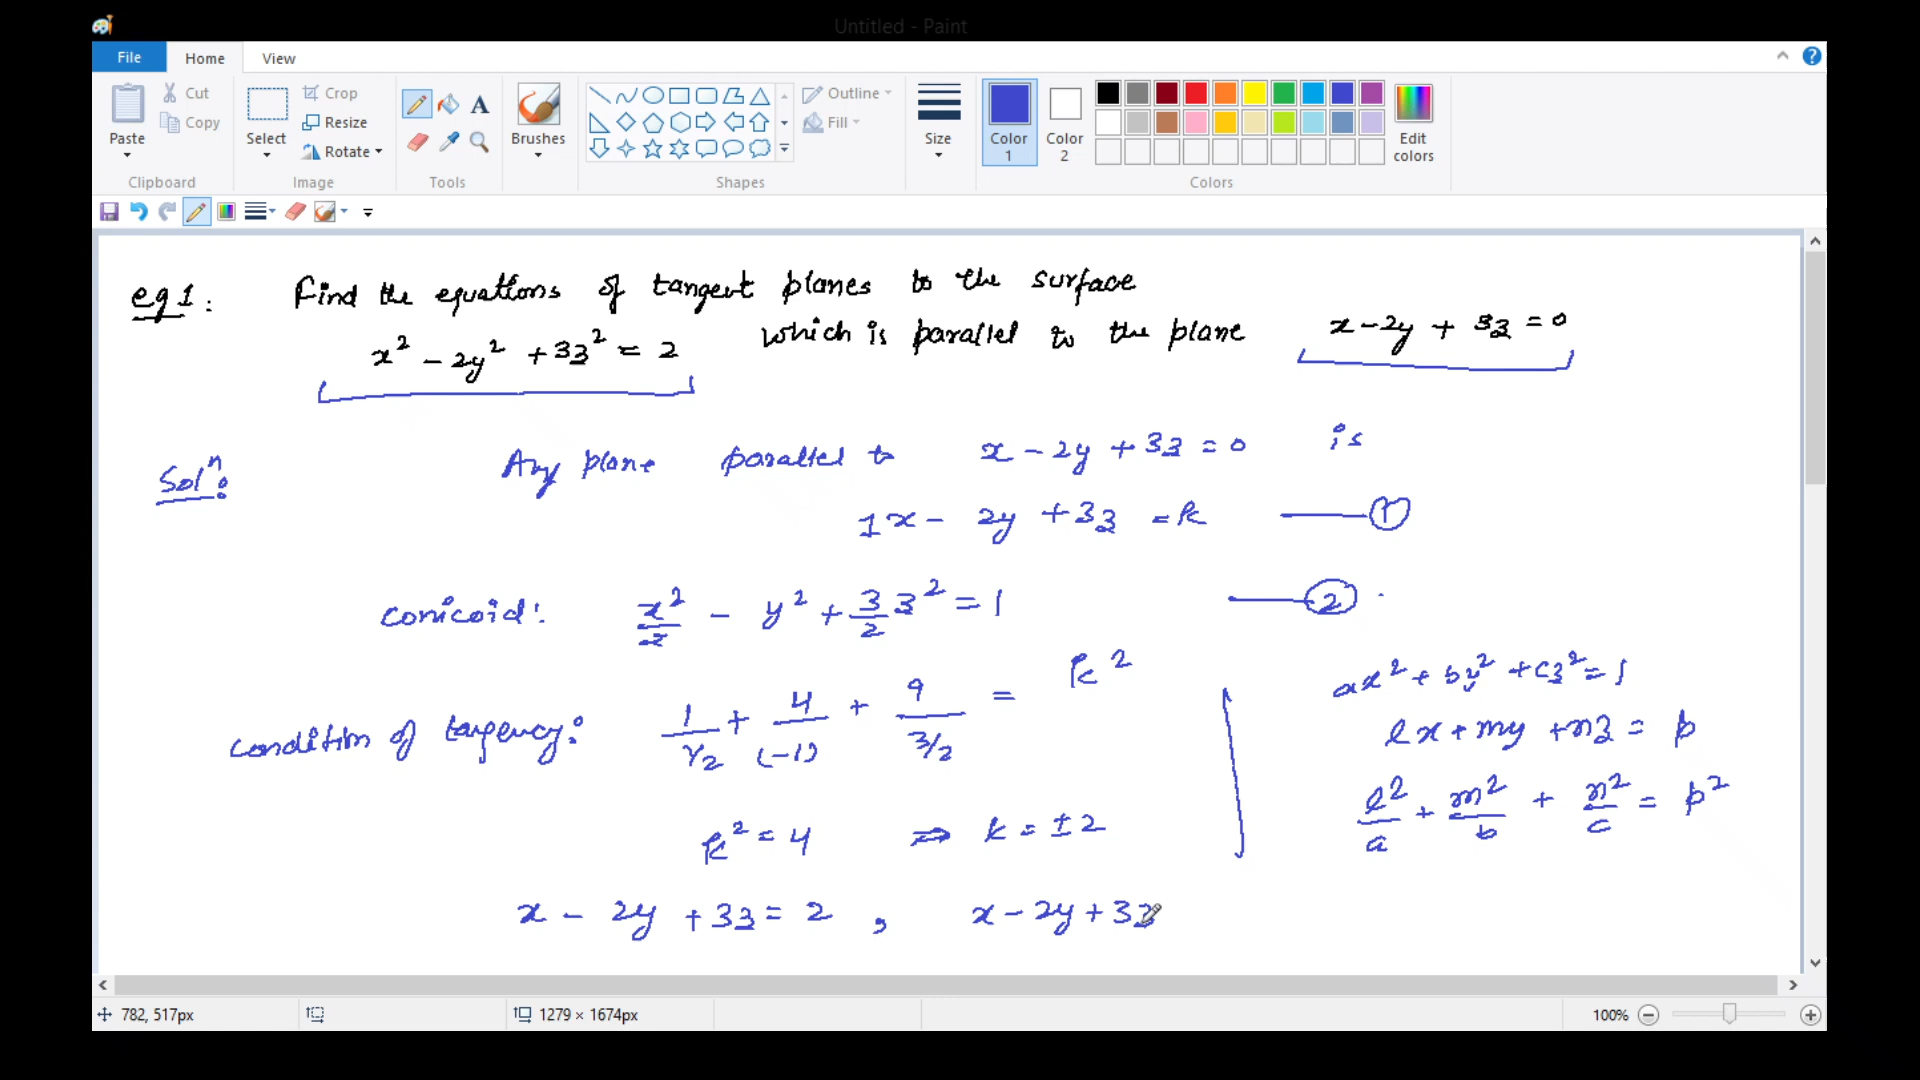 Untitled - Paint
File Home View
Paste Cut Copy Select Crop Resize Rotate Brushes Outline Fill Size Color 1 Color 2 Edit colors
Clipboard Image Tools Shapes Colors
eg1: Find the equations of tangent planes to the surface
x² - 2y² + 3z² = 2 which is parallel to the plane x - 2y + 3z = 0
Solⁿ: Any plane parallel to x - 2y + 3z = 0 is
1x - 2y + 3z = k —— ①
Conicoid: x²/2 - y² + 3/2 z² = 1 —— ②
Condition of tangency: 1/(1/2) + 4/(-1) + 9/(3/2) = k²
k² = 4 ⇒ k = ±2
x - 2y + 3z = 2 , x - 2y + 3z
ax² + by² + cz² = 1
lx + my + nz = p
l²/a + m²/b + n²/c = p²
782, 517px 1279 × 1674px 100%